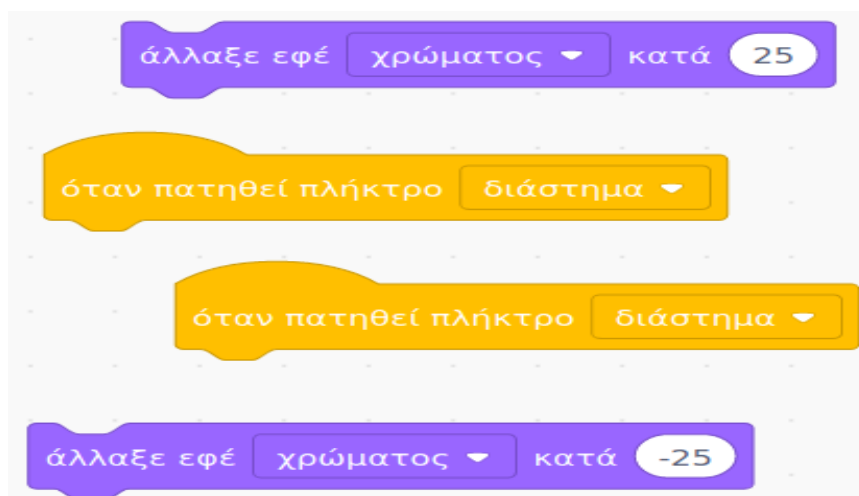 άλλαξε εφέ χρώματος κατά 25
όταν πατηθεί πλήκτρο διάστημα
όταν πατηθεί πλήκτρο διάστημα
άλλαξε εφέ χρώματος κατά -25